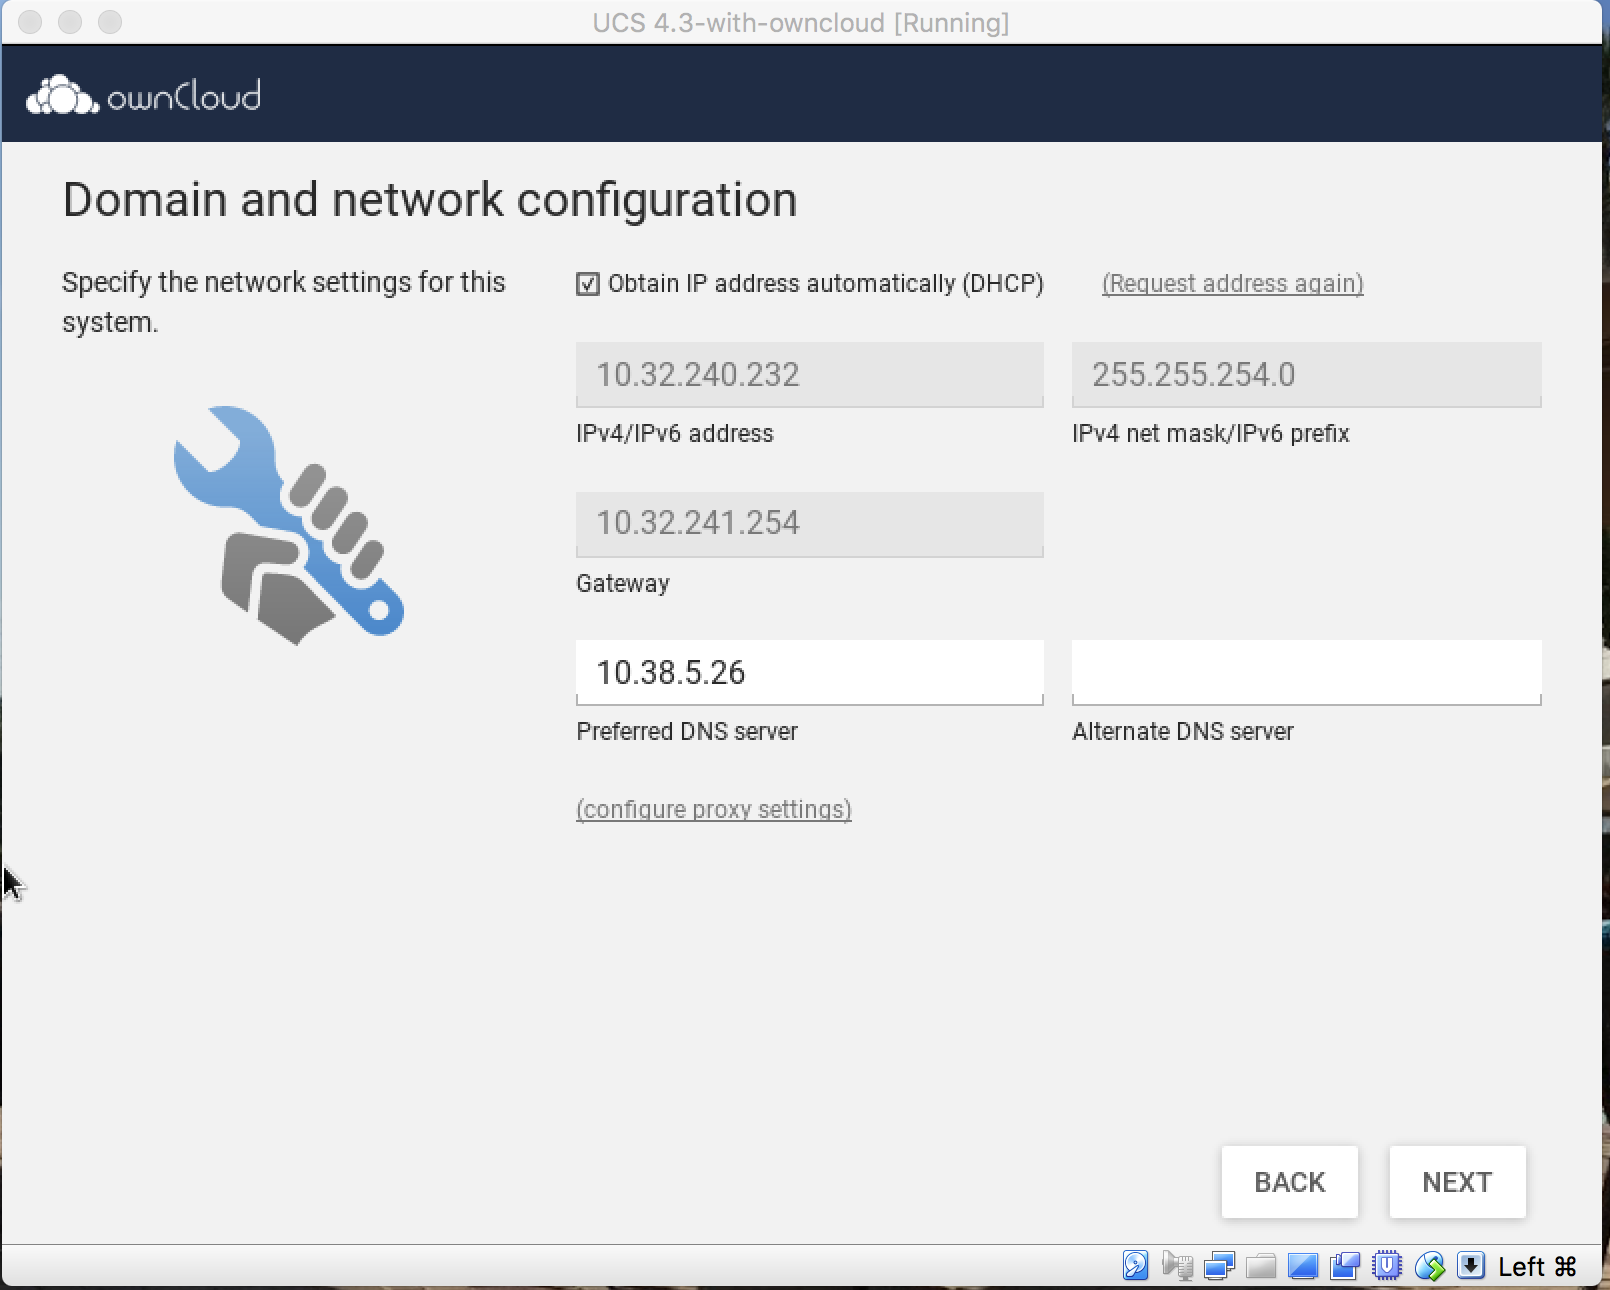 UCS 4.3-with-owncloud [Running]
ownCloud
Domain and network configuration
Specify the network settings for this
system.
Obtain IP address automatically (DHCP)
(Request address again)
10.32.240.232
255.255.254.0
IPv4/IPv6 address
IPv4 net mask/IPv6 prefix
10.32.241.254
Gateway
10.38.5.26
Preferred DNS server
Alternate DNS server
(configure proxy settings)
BACK
NEXT
Left ⌘